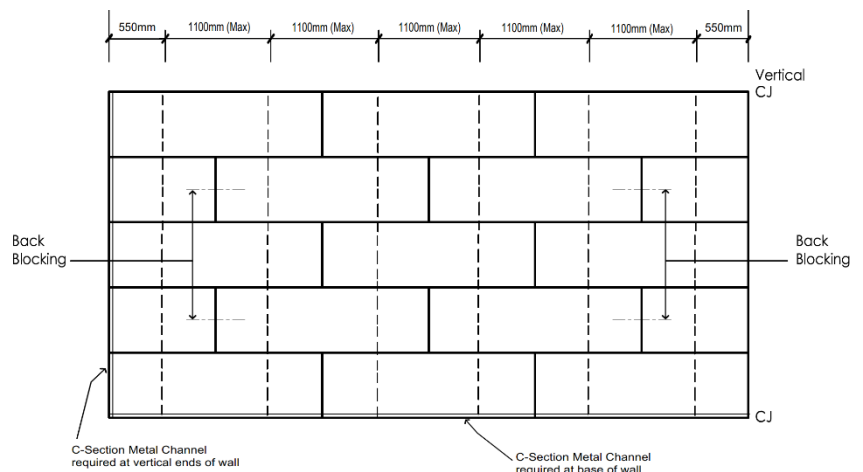 550mm 1100mm (Max) 1100mm (Max) 1100mm (Max) 1100mm (Max) 1100mm (Max) 550mm
Vertical
CJ
Back
Blocking
Back
Blocking
CJ
C-Section Metal Channel
required at vertical ends of wall
C-Section Metal Channel
required at base of wall